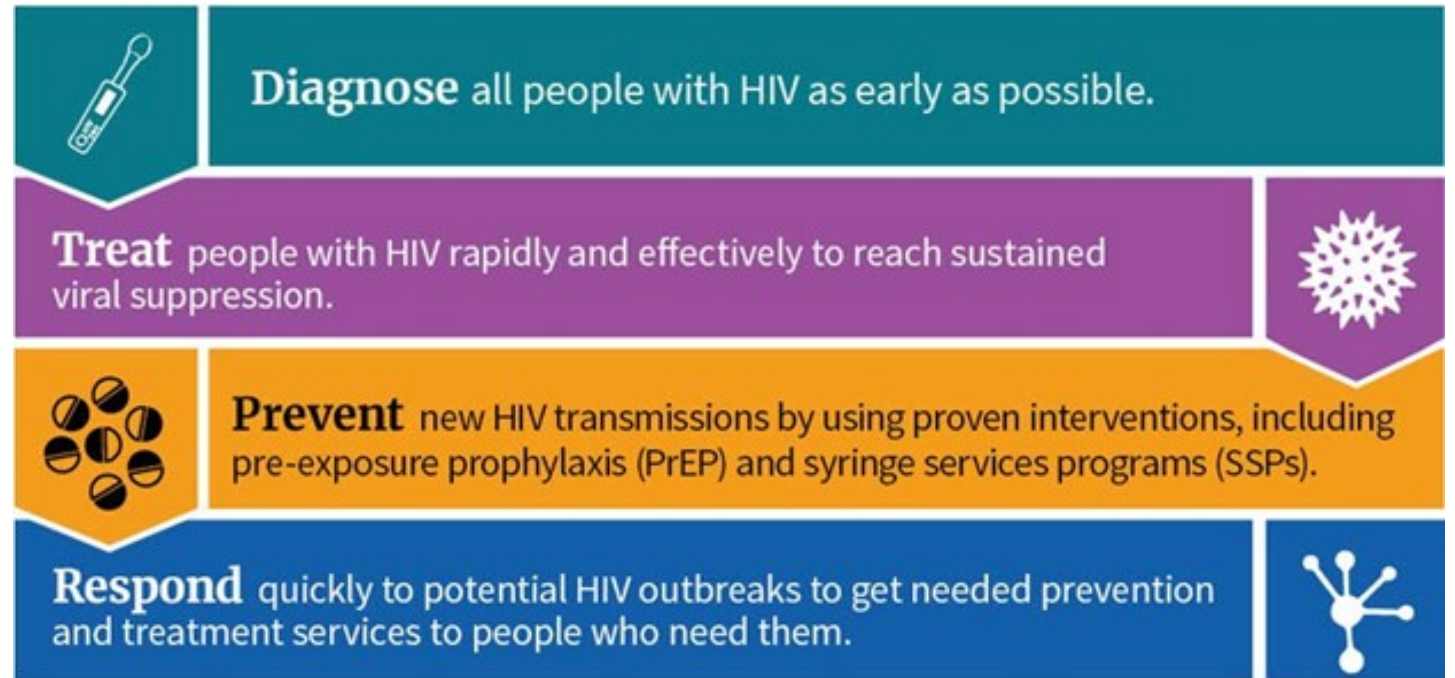 Diagnose all people with HIV as early as possible.
Treat people with HIV rapidly and effectively to reach sustained
viral suppression.
Prevent new HIV transmissions by using proven interventions, including
pre-exposure prophylaxis (PrEP) and syringe services programs (SSPs).
Respond quickly to potential HIV outbreaks to get needed prevention
and treatment services to people who need them.